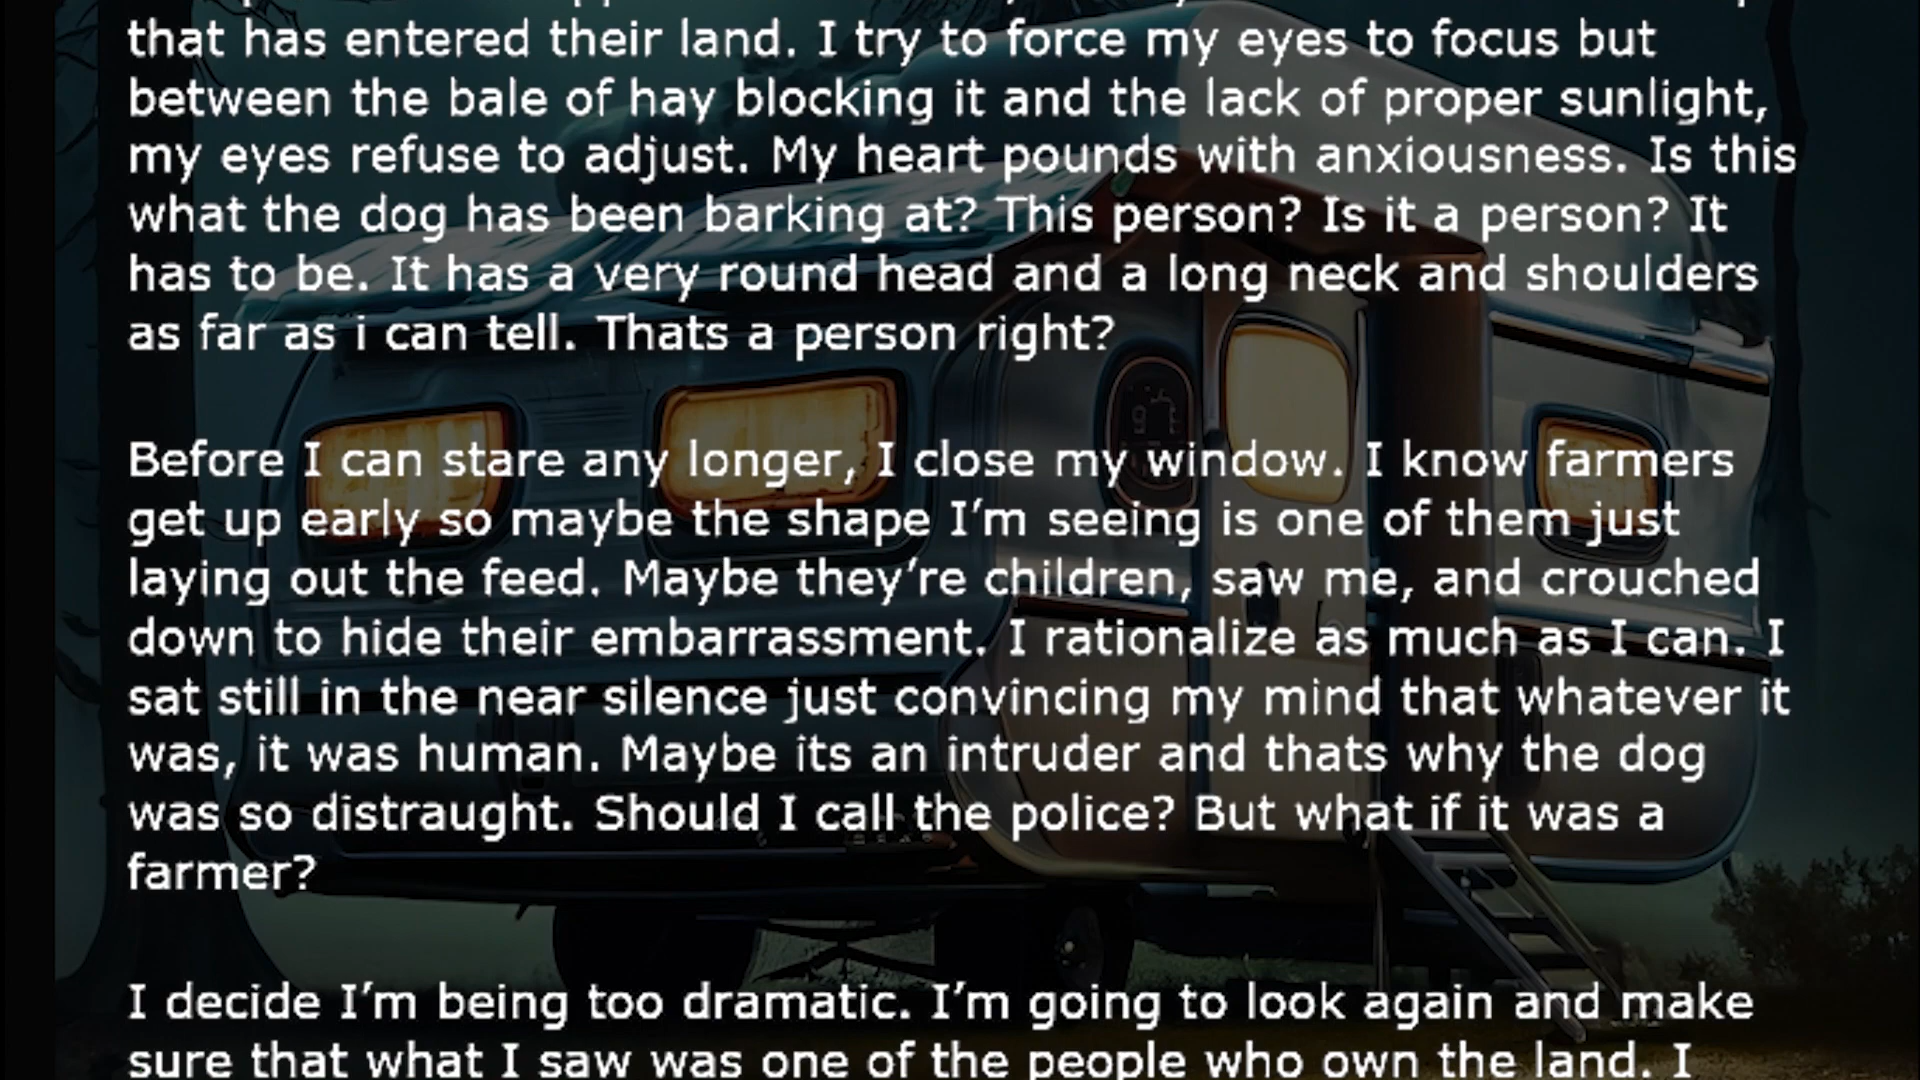 that has entered their land. I try to force my eyes to focus but
between the bale of hay blocking it and the lack of proper sunlight,
my eyes refuse to adjust. My heart pounds with anxiousness. Is this
what the dog has been barking at? This person? Is it a person? It
has to be. It has a very round head and a long neck and shoulders
as far as i can tell. Thats a person right?
Before I can stare any longer, I close my window. I know farmers
get up early so maybe the shape I’m seeing is one of them just
laying out the feed. Maybe they’re children, saw me, and crouched
down to hide their embarrassment. I rationalize as much as I can. I
sat still in the near silence just convincing my mind that whatever it
was, it was human. Maybe its an intruder and thats why the dog
was so distraught. Should I call the police? But what if it was a
farmer?
I decide I’m being too dramatic. I’m going to look again and make
sure that what I saw was one of the people who own the land. I